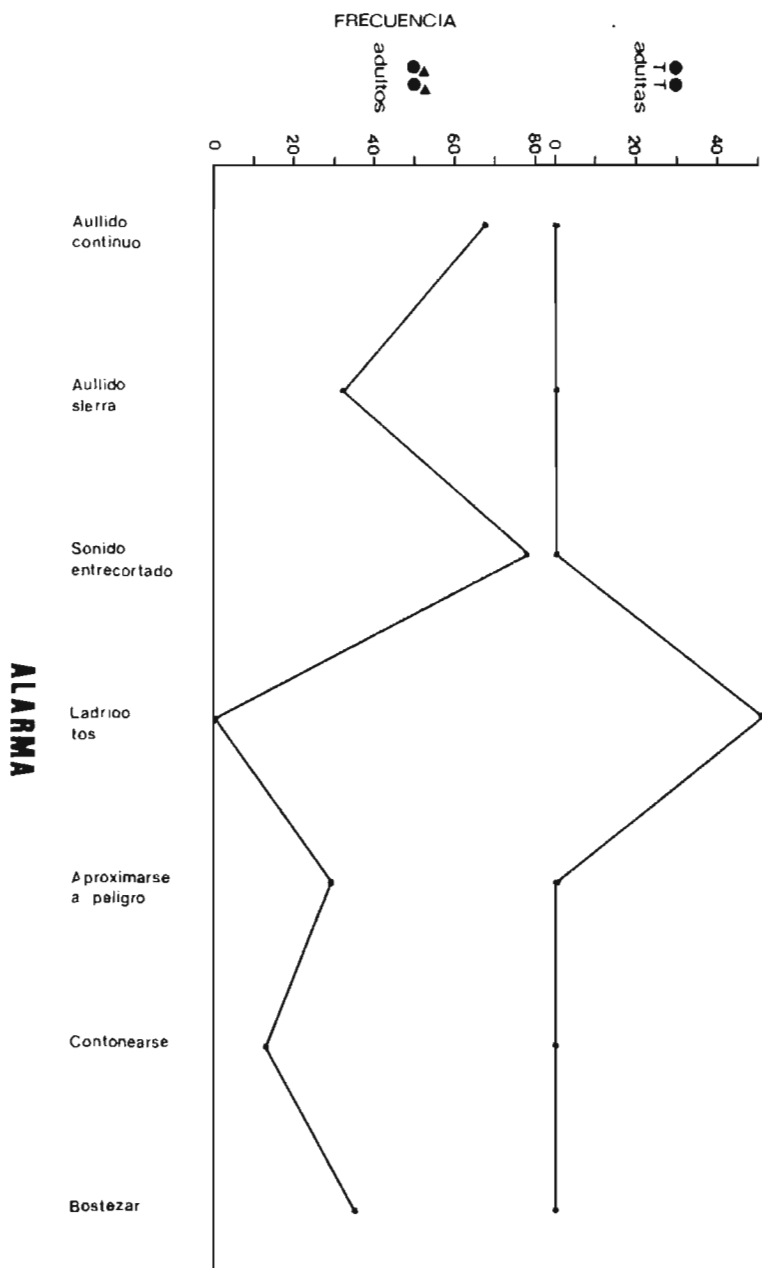 FRECUENCIA
adultos
adultas
0
20
40
60
80
0
20
40
Aullido
continuo
Aullido
sierra
Sonido
entrecortado
Ladrido
tos
Aproximarse
a peligro
Contonearse
Bostezar
ALARMA